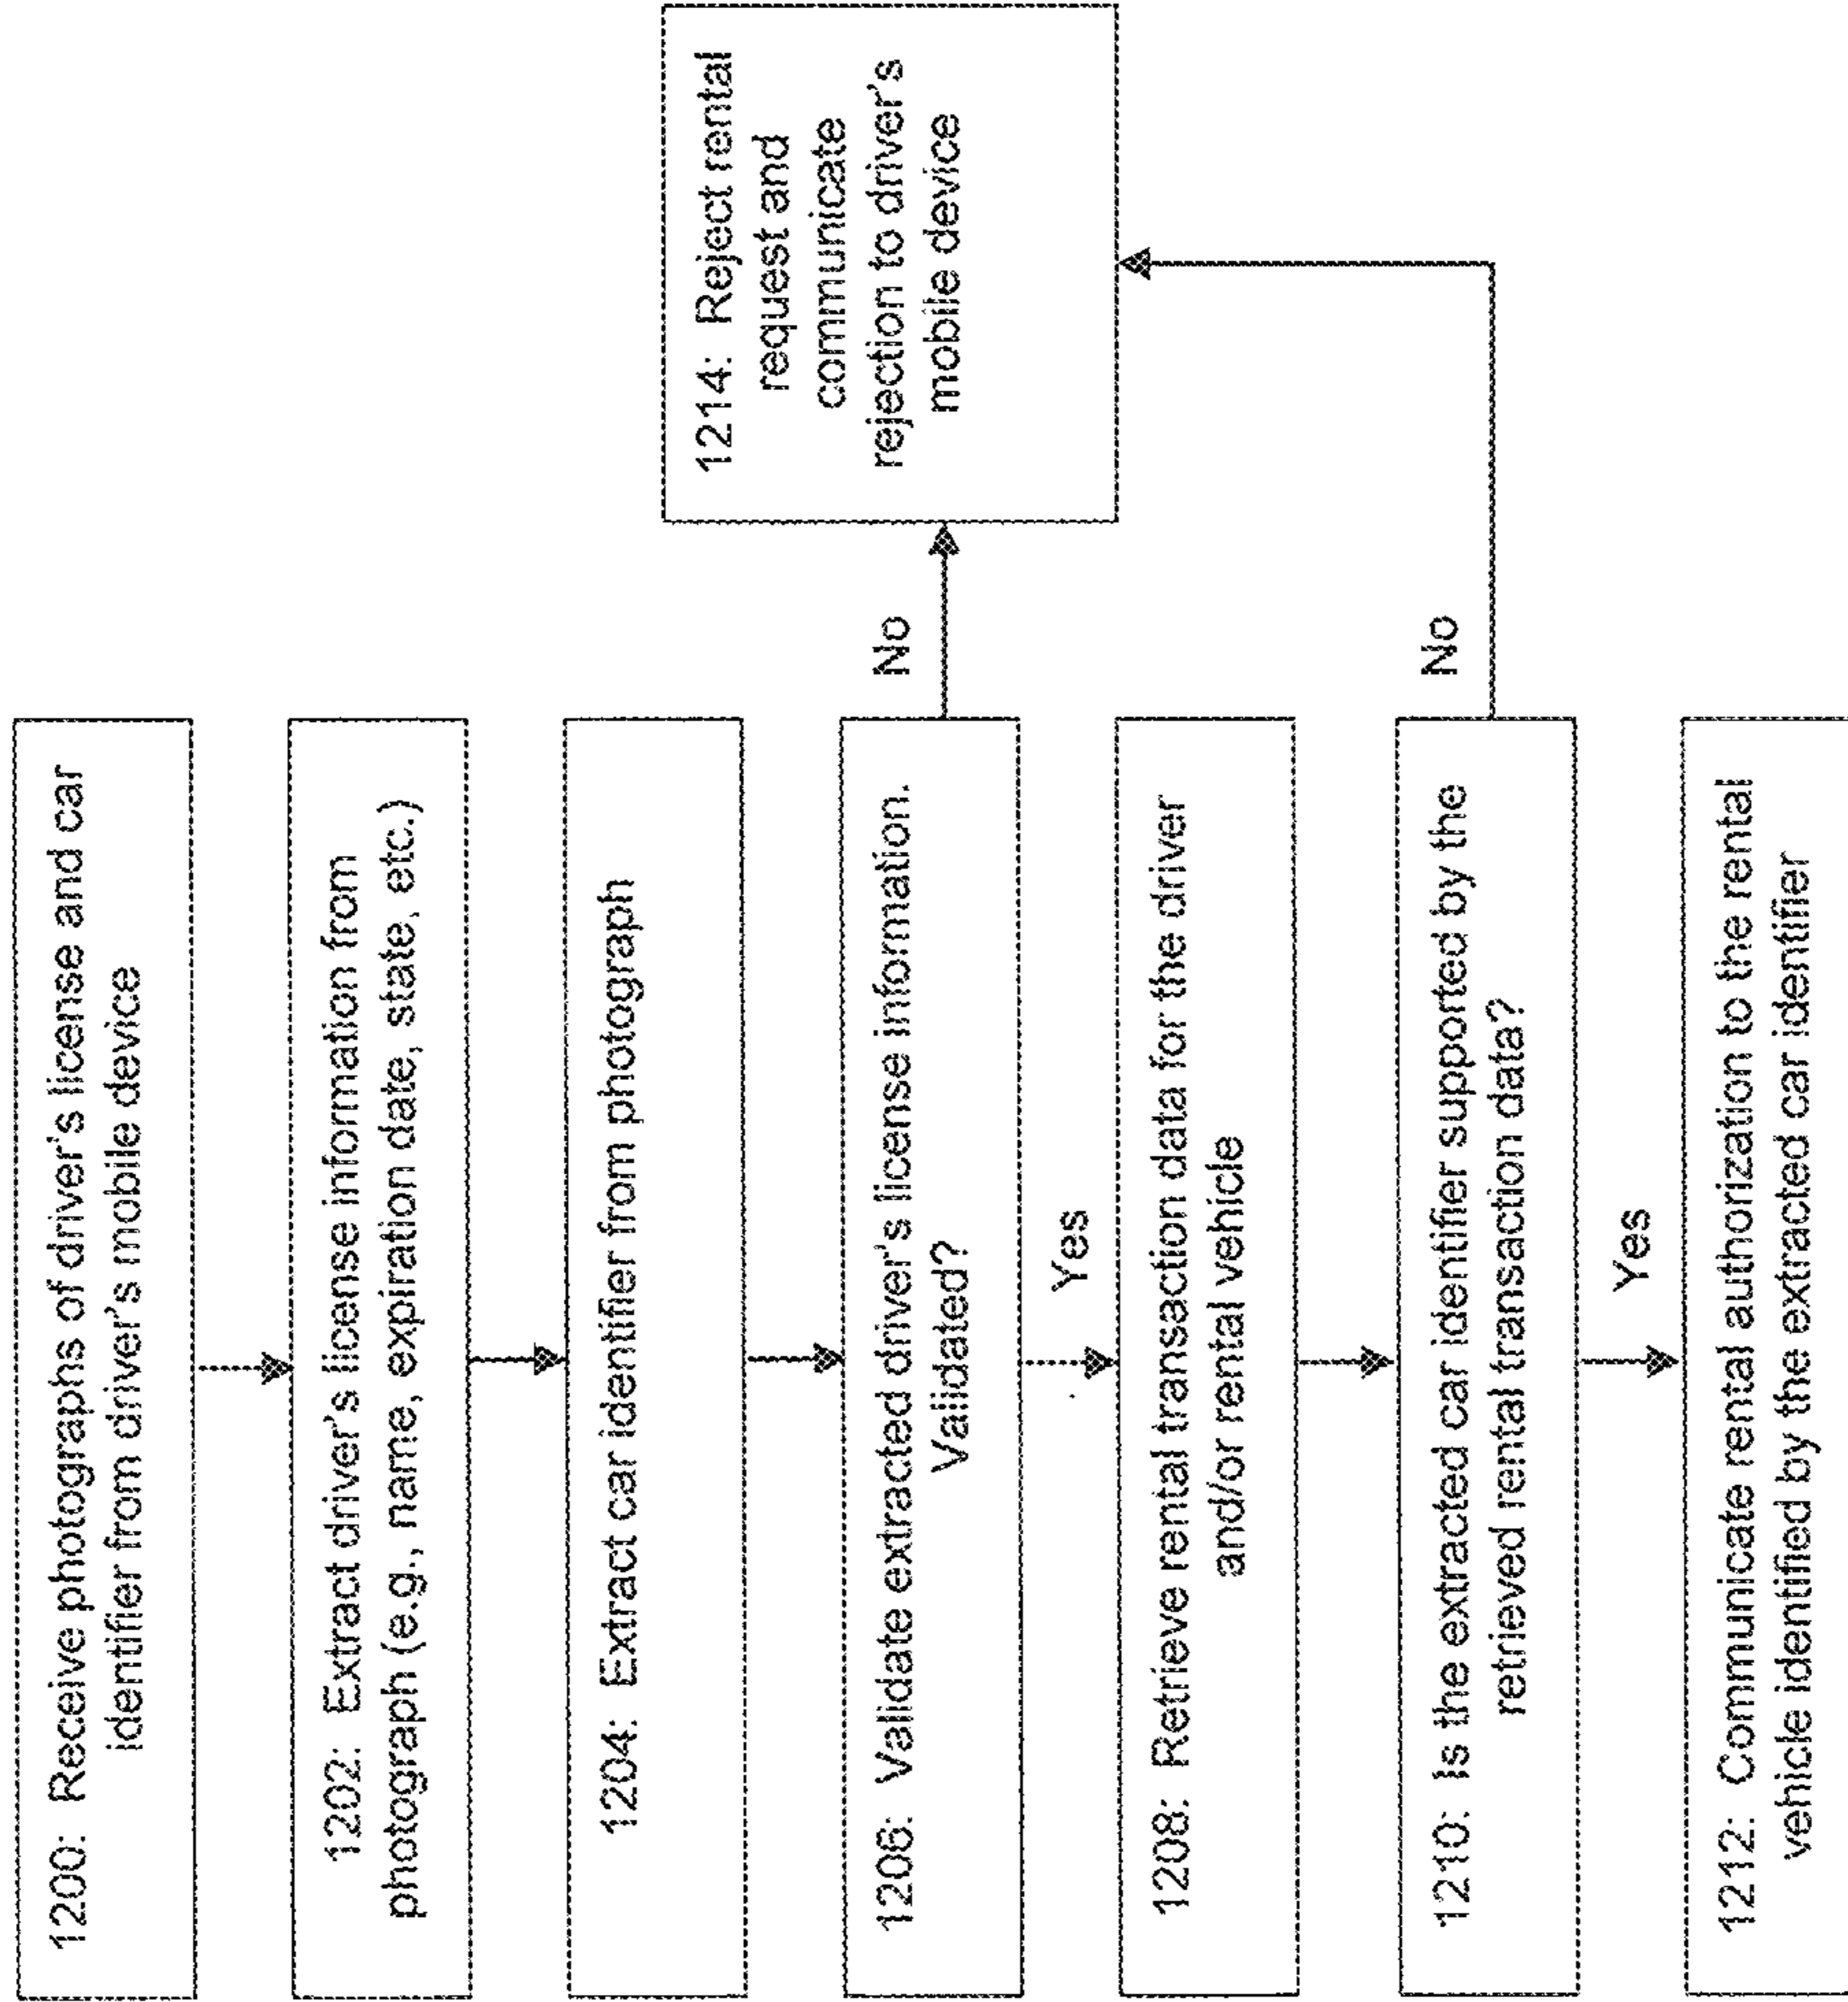 1200: Receive photographs of driver's license and car
identifier from driver's mobile device
1202: Extract driver's license information from
photograph (e.g., name, expiration date, state, etc.)
1204: Extract car identifier from photograph
1206: Validate extracted driver's license information.
Validated?
No
1214: Reject rental
request and
communicate
rejection to driver's
mobile device
Yes
1208: Retrieve rental transaction data for the driver
and/or rental vehicle
1210: Is the extracted car identifier supported by the
retrieved rental transaction data?
No
Yes
1212: Communicate rental authorization to the rental
vehicle identified by the extracted car identifier